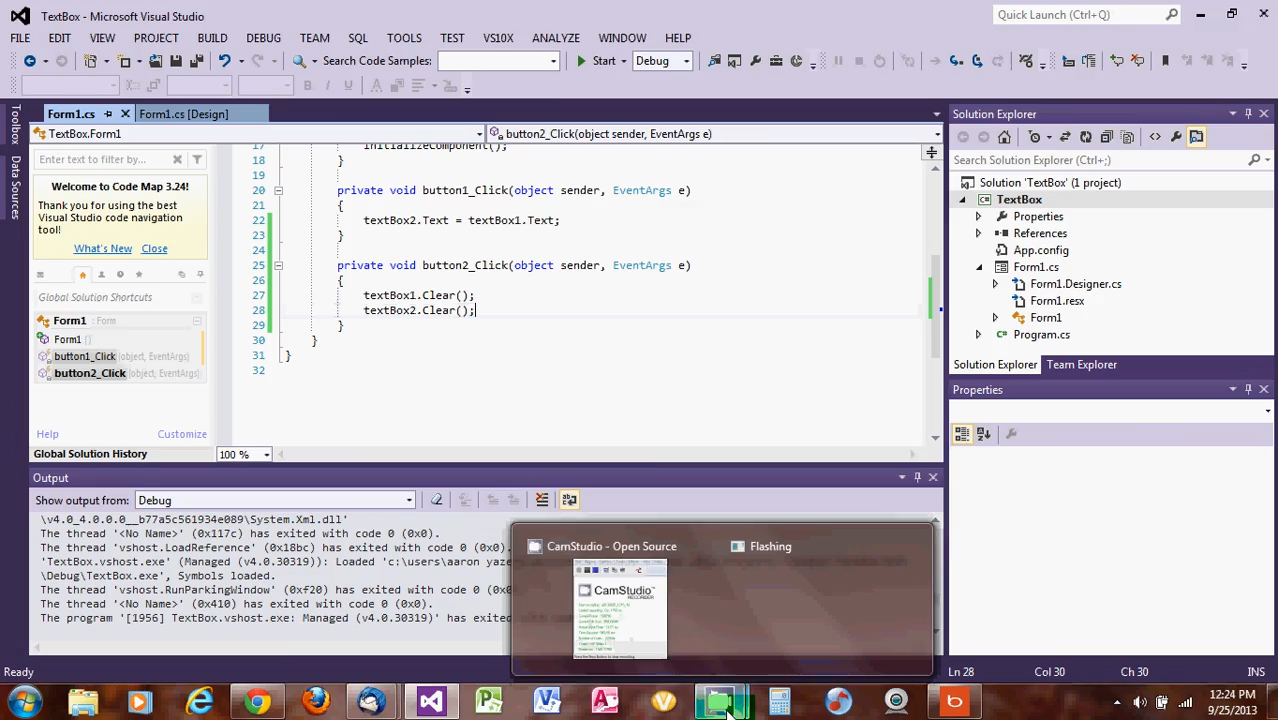 TextBox - Microsoft Visual Studio
Quick Launch (Ctrl+Q)
FILE EDIT VIEW PROJECT BUILD DEBUG TEAM SQL TOOLS TEST VS10X ANALYZE WINDOW HELP
Search Code Samples: Start Debug
Form1.cs Form1.cs [Design]
TextBox.Form1 button2_Click(object sender, EventArgs e)
Toolbox
Data Sources
Enter text to filter by...
Welcome to Code Map 3.24!
Thank you for using the best
Visual Studio code navigation
tool!
What's New Close
Global Solution Shortcuts
Form1 : Form
Form1 []
button1_Click (object, EventArgs)
button2_Click (object, EventArgs)
Help Customize
Global Solution History
17 InitializeComponent();
18 }
19
20 private void button1_Click(object sender, EventArgs e)
21 {
22 textBox2.Text = textBox1.Text;
23 }
24
25 private void button2_Click(object sender, EventArgs e)
26 {
27 textBox1.Clear();
28 textBox2.Clear();
29 }
30 }
31 }
32
100 %
Solution Explorer
Search Solution Explorer (Ctrl+;)
Solution 'TextBox' (1 project)
TextBox
Properties
References
App.config
Form1.cs
Form1.Designer.cs
Form1.resx
Form1
Program.cs
Solution Explorer Team Explorer
Properties
Output
Show output from: Debug
\v4.0_4.0.0.0__b77a5c561934e089\System.Xml.dll'
The thread '<No Name>' (0x117c) has exited with code 0 (0x0).
The thread 'vshost.LoadReference' (0x18bc) has exited with code 0 (0x0).
'TextBox.vshost.exe' (Managed (v4.0.30319)) Loaded 'c:\users\aaron yaze
\Debug\TextBox.exe', Symbols loaded.
The thread 'vshost.RunParkingWindow' (0xf20) has exited with code 0 (0x0).
The thread '<No Name>' (0x410) has exited with code 0 (0x0).
The program '[1956] TextBox.vshost.exe: Managed (v4.0.30319)' has exited
CamStudio - Open Source Flashing
CamStudio
RECORDER
Ready Ln 28 Col 30 Ch 30 INS
12:24 PM
9/25/2013